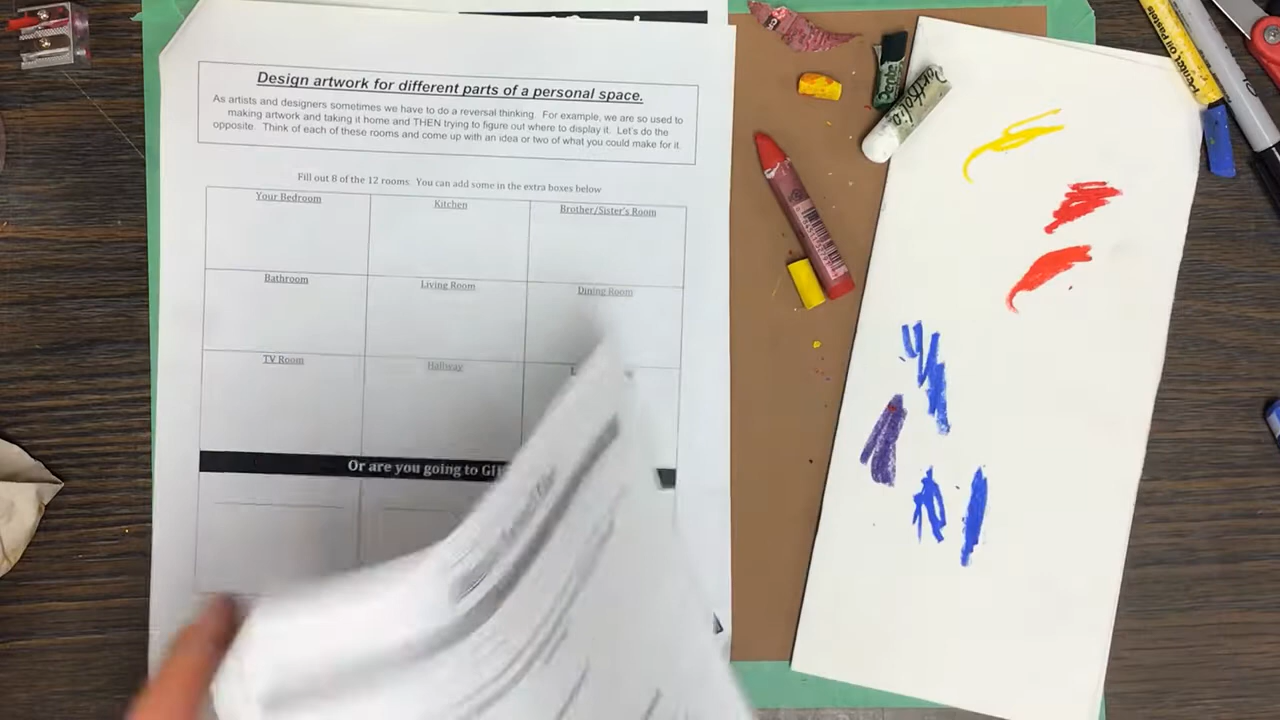 Design artwork for different parts of a personal space.
As artists and designers sometimes we have to do a reversal thinking. For example, we are so used to
making artwork and taking it home and THEN trying to figure out where to display it. Let's do the
opposite. Think of each of these rooms and come up with an idea or two of what you could make for it.
Fill out 8 of the 12 rooms. You can add some in the extra boxes below
Your Bedroom
Kitchen
Brother/Sister's Room
Bathroom
Living Room
Dining Room
TV Room
Hallway
Or are you going to
Portfolio
Pentel Oil Pastels